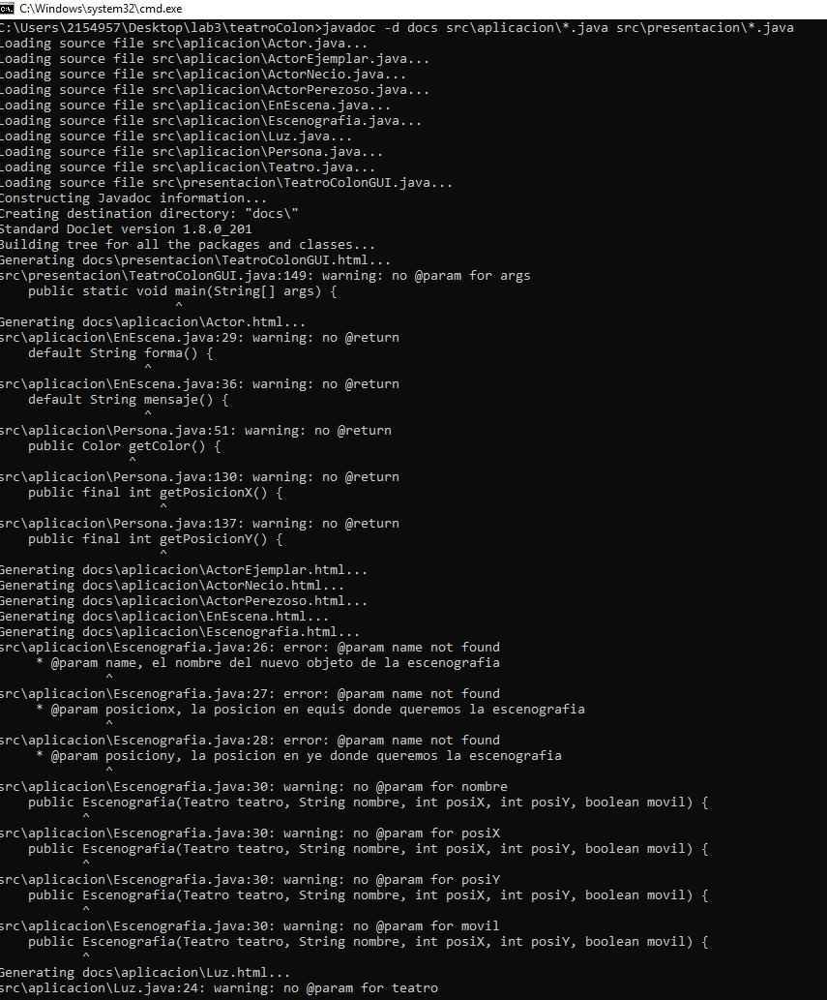 C:\Windows\system32\cmd.exe
C:\Users\2154957\Desktop\lab3\teatroColon>javadoc -d docs src\aplicacion\*.java src\presentacion\*.java
Loading source file src\aplicacion\Actor.java...
Loading source file src\aplicacion\ActorEjemplar.java...
Loading source file src\aplicacion\ActorNecio.java...
Loading source file src\aplicacion\ActorPerezoso.java...
Loading source file src\aplicacion\EnEscena.java...
Loading source file src\aplicacion\Escenografia.java...
Loading source file src\aplicacion\Luz.java...
Loading source file src\aplicacion\Persona.java...
Loading source file src\aplicacion\Teatro.java...
Loading source file src\presentacion\TeatroColonGUI.java...
Constructing Javadoc information...
Creating destination directory: "docs\"
Standard Doclet version 1.8.0_201
Building tree for all the packages and classes...
Generating docs\presentacion\TeatroColonGUI.html...
src\presentacion\TeatroColonGUI.java:149: warning: no @param for args
    public static void main(String[] args) {
                       ^
Generating docs\aplicacion\Actor.html...
src\aplicacion\EnEscena.java:29: warning: no @return
    default String forma() {
                   ^
src\aplicacion\EnEscena.java:36: warning: no @return
    default String mensaje() {
                   ^
src\aplicacion\Persona.java:51: warning: no @return
    public Color getColor() {
                 ^
src\aplicacion\Persona.java:130: warning: no @return
    public final int getPosicionX() {
                     ^
src\aplicacion\Persona.java:137: warning: no @return
    public final int getPosicionY() {
                     ^
Generating docs\aplicacion\ActorEjemplar.html...
Generating docs\aplicacion\ActorNecio.html...
Generating docs\aplicacion\ActorPerezoso.html...
Generating docs\aplicacion\EnEscena.html...
Generating docs\aplicacion\Escenografia.html...
src\aplicacion\Escenografia.java:26: error: @param name not found
     * @param name, el nombre del nuevo objeto de la escenografia
              ^
src\aplicacion\Escenografia.java:27: error: @param name not found
     * @param posicionx, la posicion en equis donde queremos la escenografia
              ^
src\aplicacion\Escenografia.java:28: error: @param name not found
     * @param posiciony, la posicion en ye donde queremos la escenografia
              ^
src\aplicacion\Escenografia.java:30: warning: no @param for nombre
    public Escenografia(Teatro teatro, String nombre, int posiX, int posiY, boolean movil) {
           ^
src\aplicacion\Escenografia.java:30: warning: no @param for posiX
    public Escenografia(Teatro teatro, String nombre, int posiX, int posiY, boolean movil) {
           ^
src\aplicacion\Escenografia.java:30: warning: no @param for posiY
    public Escenografia(Teatro teatro, String nombre, int posiX, int posiY, boolean movil) {
           ^
src\aplicacion\Escenografia.java:30: warning: no @param for movil
    public Escenografia(Teatro teatro, String nombre, int posiX, int posiY, boolean movil) {
           ^
Generating docs\aplicacion\Luz.html...
src\aplicacion\Luz.java:24: warning: no @param for teatro